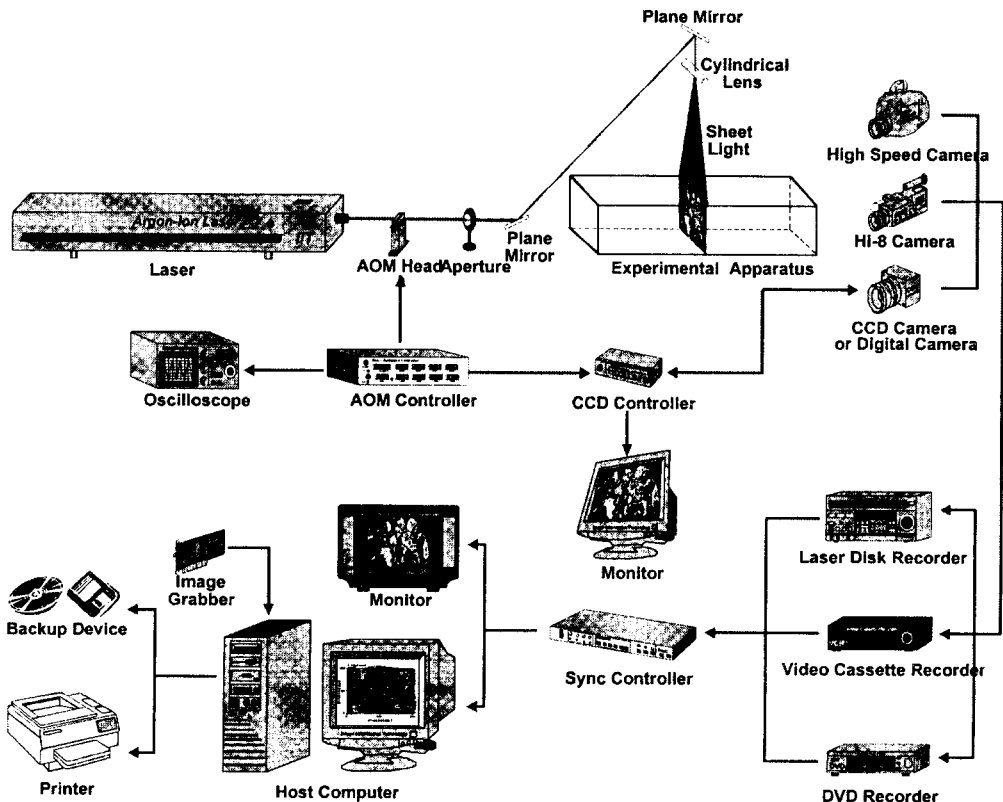 Plane Mirror
Cylindrical
Lens
Sheet
Light
High Speed Camera
Argon-Ion La
Plane
Mirror
Hi-8 Camera
Laser
AOM Head
Aperture
Experimental Apparatus
CCD Camera
or Digital Camera
Oscilloscope
AOM Controller
CCD Controller
Laser Disk Recorder
Monitor
Image
Grabber
Monitor
Backup Device
Video Cassette Recorder
Sync Controller
Printer
Host Computer
DVD Recorder